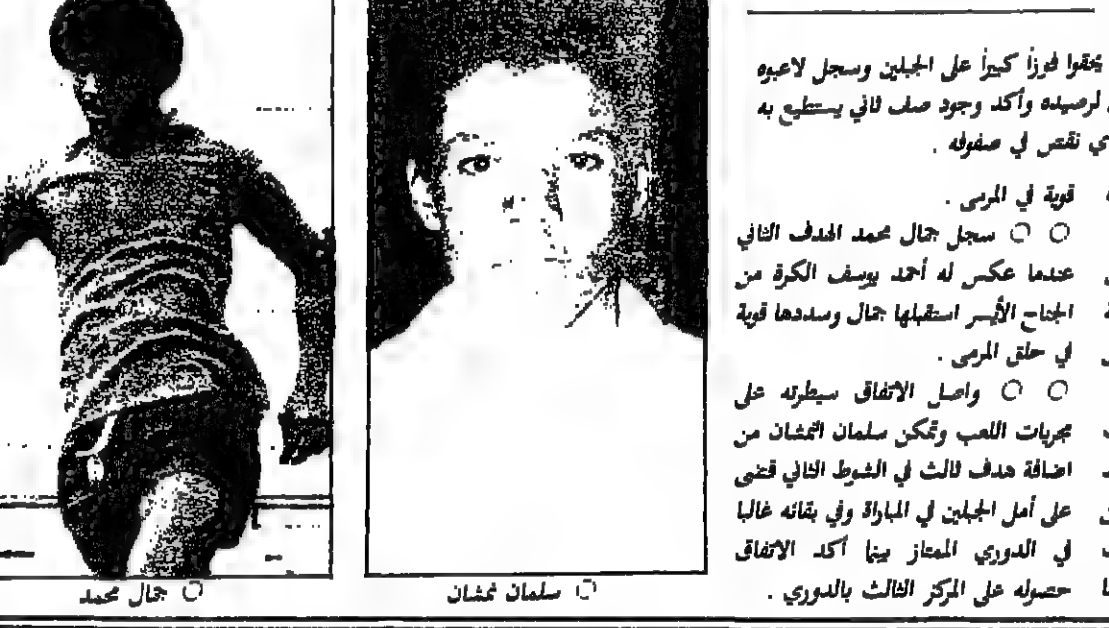 يحققوا فوزاً كبيراً على الجبلين وسجل لاعبوه
لرصيده وأكد وجود صف ثاني يستطيع به
أي نقص في صفوفه .
قوية في المرمى .
○ ○ سجل جمال محمد الهدف الثاني
عندما عكس له أحمد يوسف الكرة من
الجناح الأيسر استقبلها جمال وسددها قوية
في حلق المرمى .
○ ○ واصل الاتفاق سيطرته على
مجريات اللعب وتمكن سلمان النمشان من
اضافة هدف ثالث في الشوط الثاني قضى
على أمل الجبلين في المباراة وفي بقائه غالبا
في الدوري الممتاز بينما أكد الاتفاق
حصوله على المركز الثالث بالدوري .
○ سلمان نمشان
○ جمال محمد